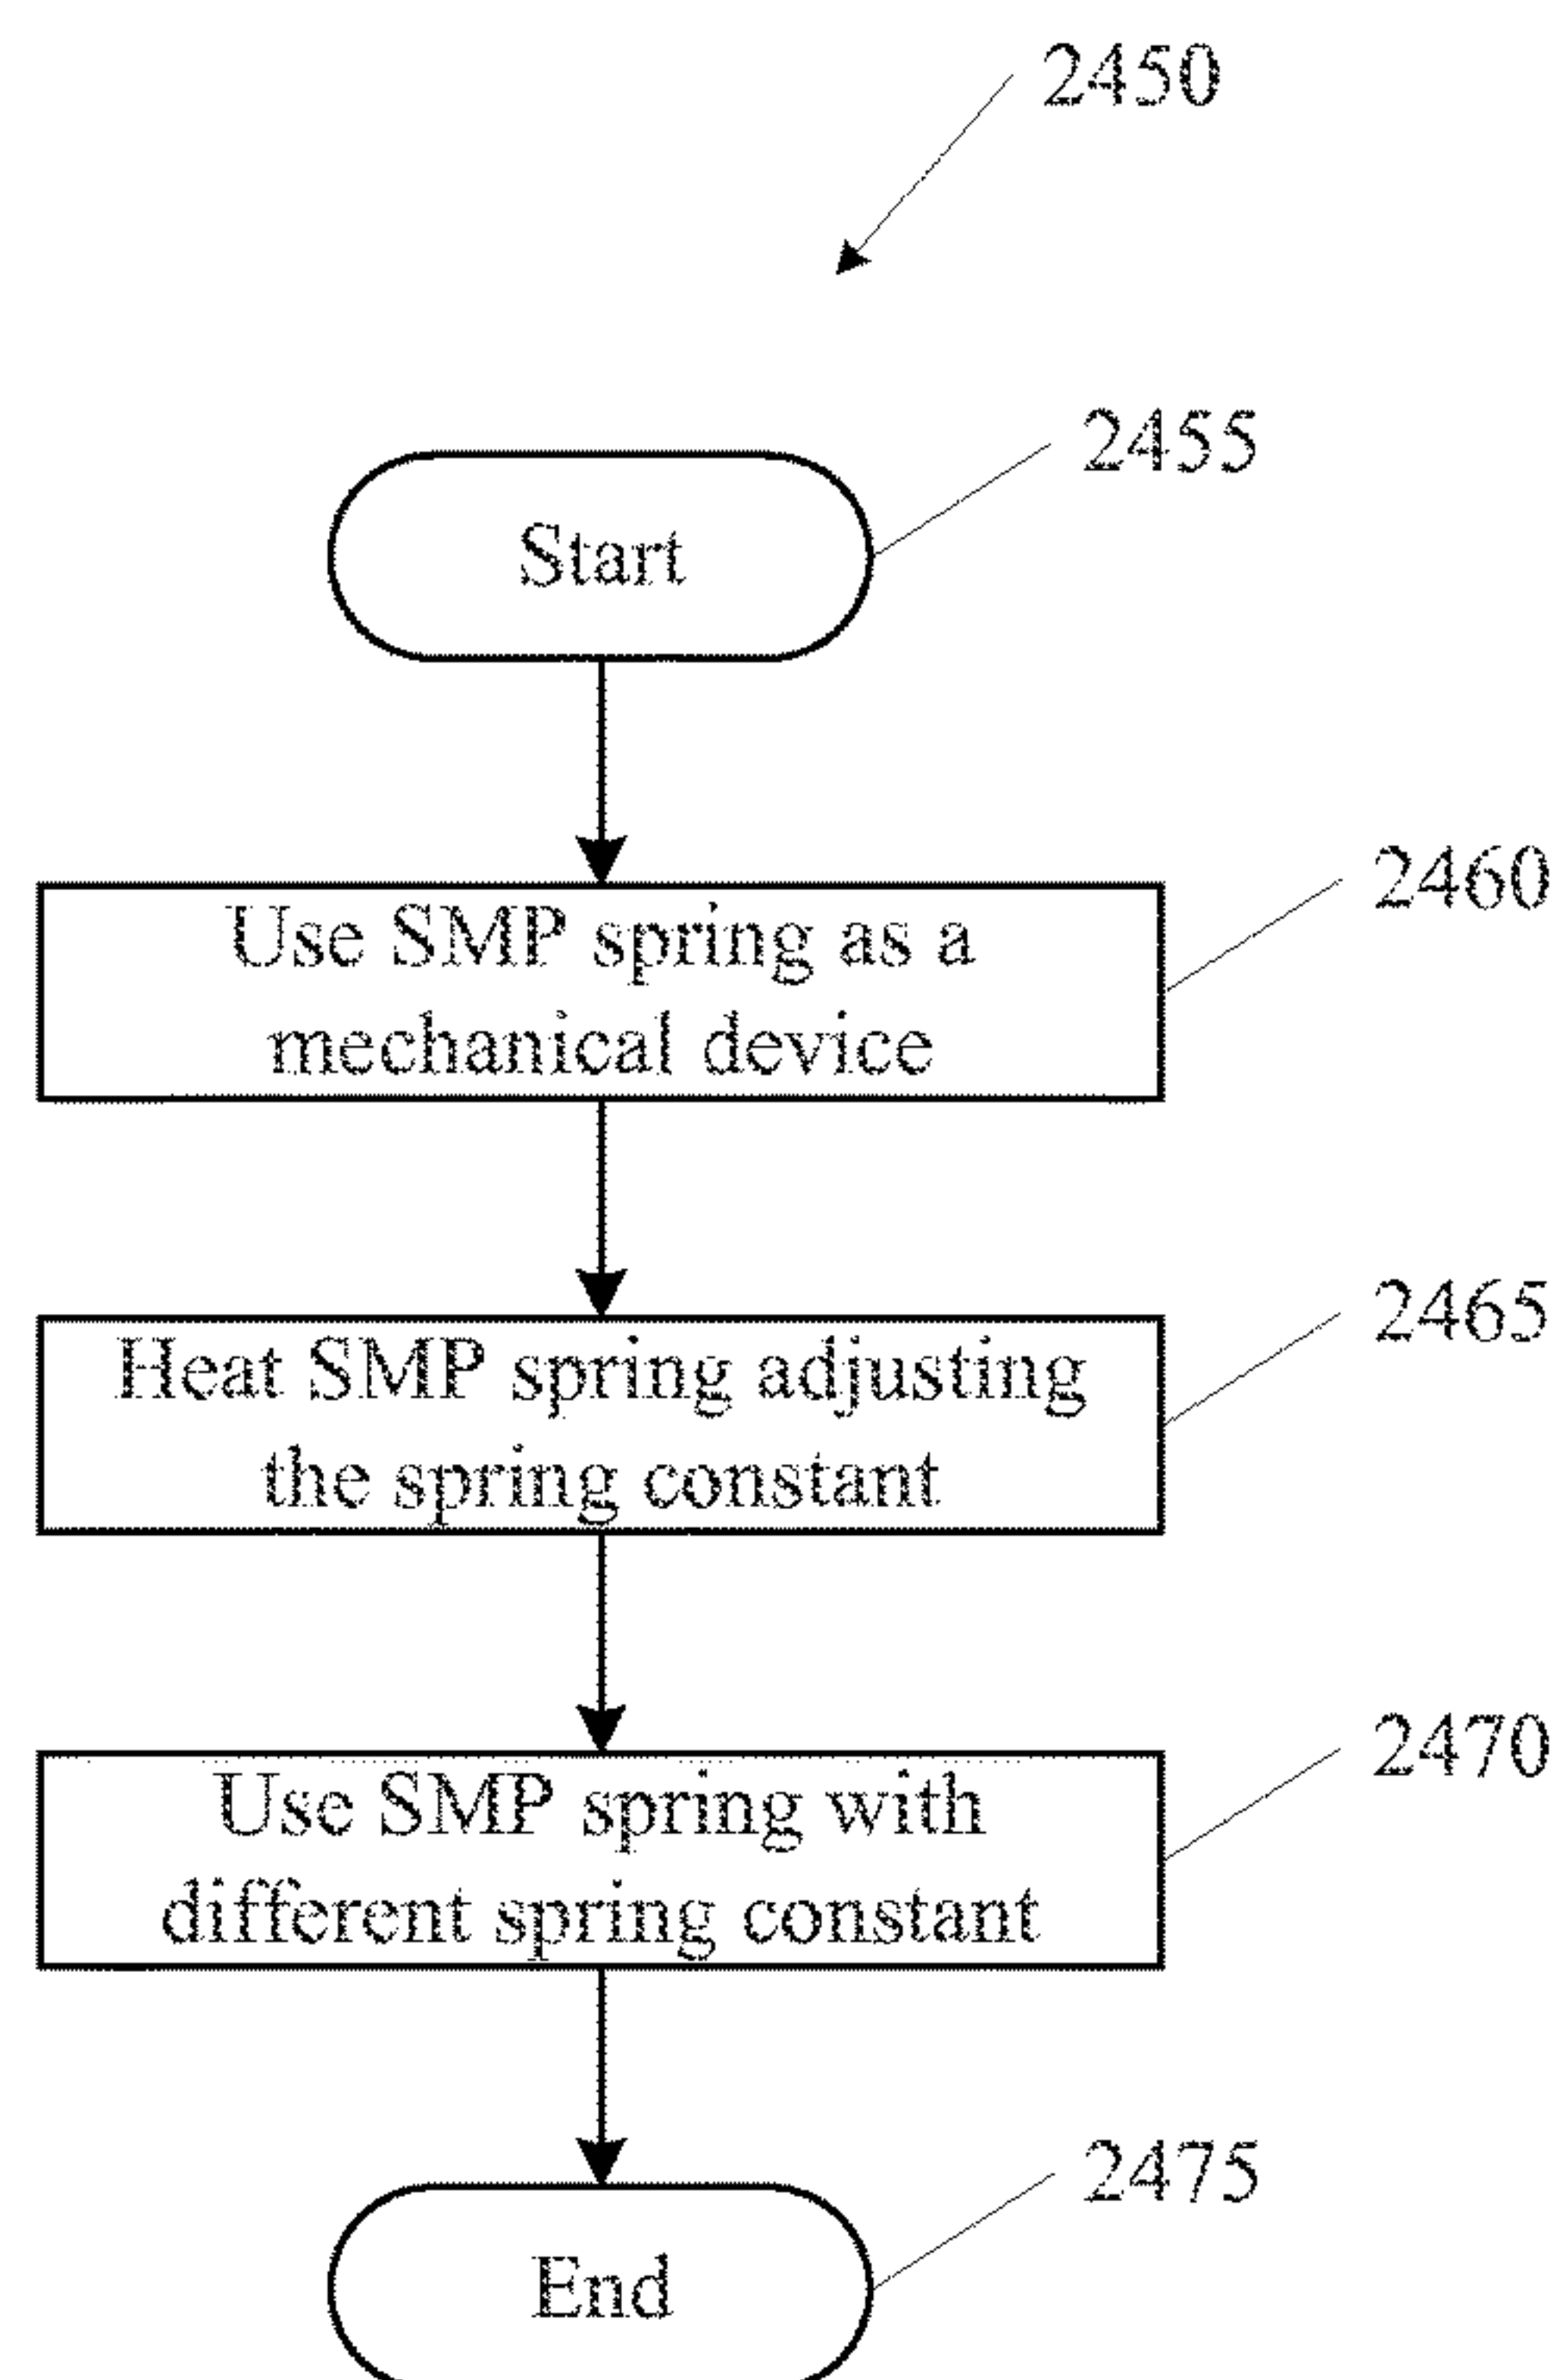 2450
2455
Start
2460
Use SMP spring as a
mechanical device
2465
Heat SMP spring adjusting
the spring constant
2470
Use SMP spring with
different spring constant
2475
End